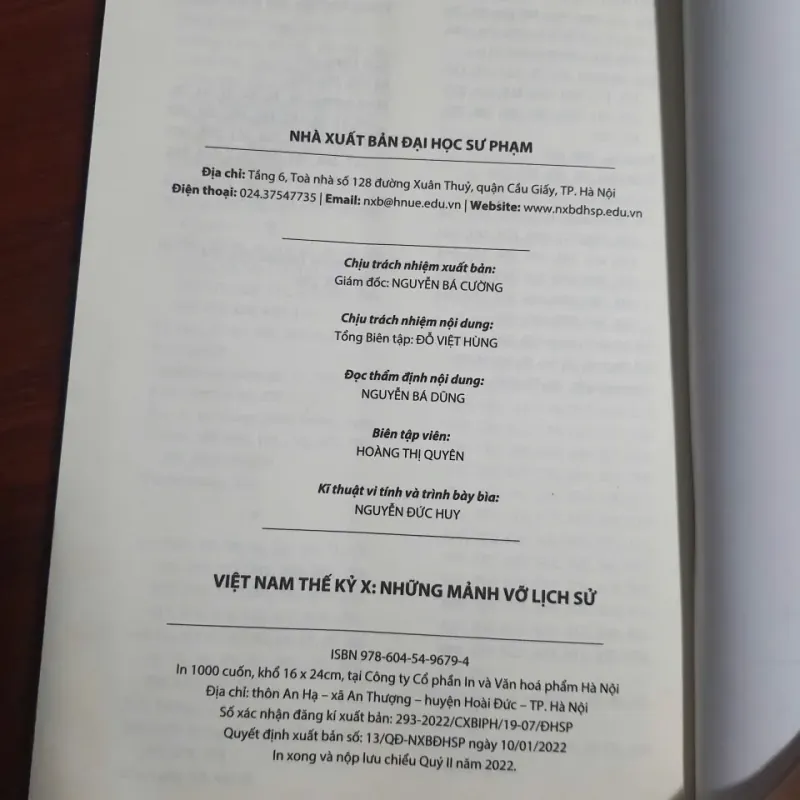 NHÀ XUẤT BẢN ĐẠI HỌC SƯ PHẠM
Địa chỉ: Tầng 6, Toà nhà số 128 đường Xuân Thuỷ, quận Cầu Giấy, TP. Hà Nội
Điện thoại: 024.37547735 | Email: nxb@hnue.edu.vn | Website: www.nxbdhsp.edu.vn
Chịu trách nhiệm xuất bản:
Giám đốc: NGUYỄN BÁ CƯỜNG
Chịu trách nhiệm nội dung:
Tổng Biên tập: ĐỖ VIỆT HÙNG
Đọc thẩm định nội dung:
NGUYỄN BÁ DŨNG
Biên tập viên:
HOÀNG THỊ QUYÊN
Kĩ thuật vi tính và trình bày bìa:
NGUYỄN ĐỨC HUY
VIỆT NAM THẾ KỶ X: NHỮNG MẢNH VỠ LỊCH SỬ
ISBN 978-604-54-9679-4
In 1000 cuốn, khổ 16 x 24cm, tại Công ty Cổ phần In và Văn hoá phẩm Hà Nội
Địa chỉ: thôn An Hạ – xã An Thượng – huyện Hoài Đức – TP. Hà Nội
Số xác nhận đăng kí xuất bản: 293-2022/CXBIPH/19-07/ĐHSP
Quyết định xuất bản số: 13/QĐ-NXBĐHSP ngày 10/01/2022
In xong và nộp lưu chiểu Quý II năm 2022.